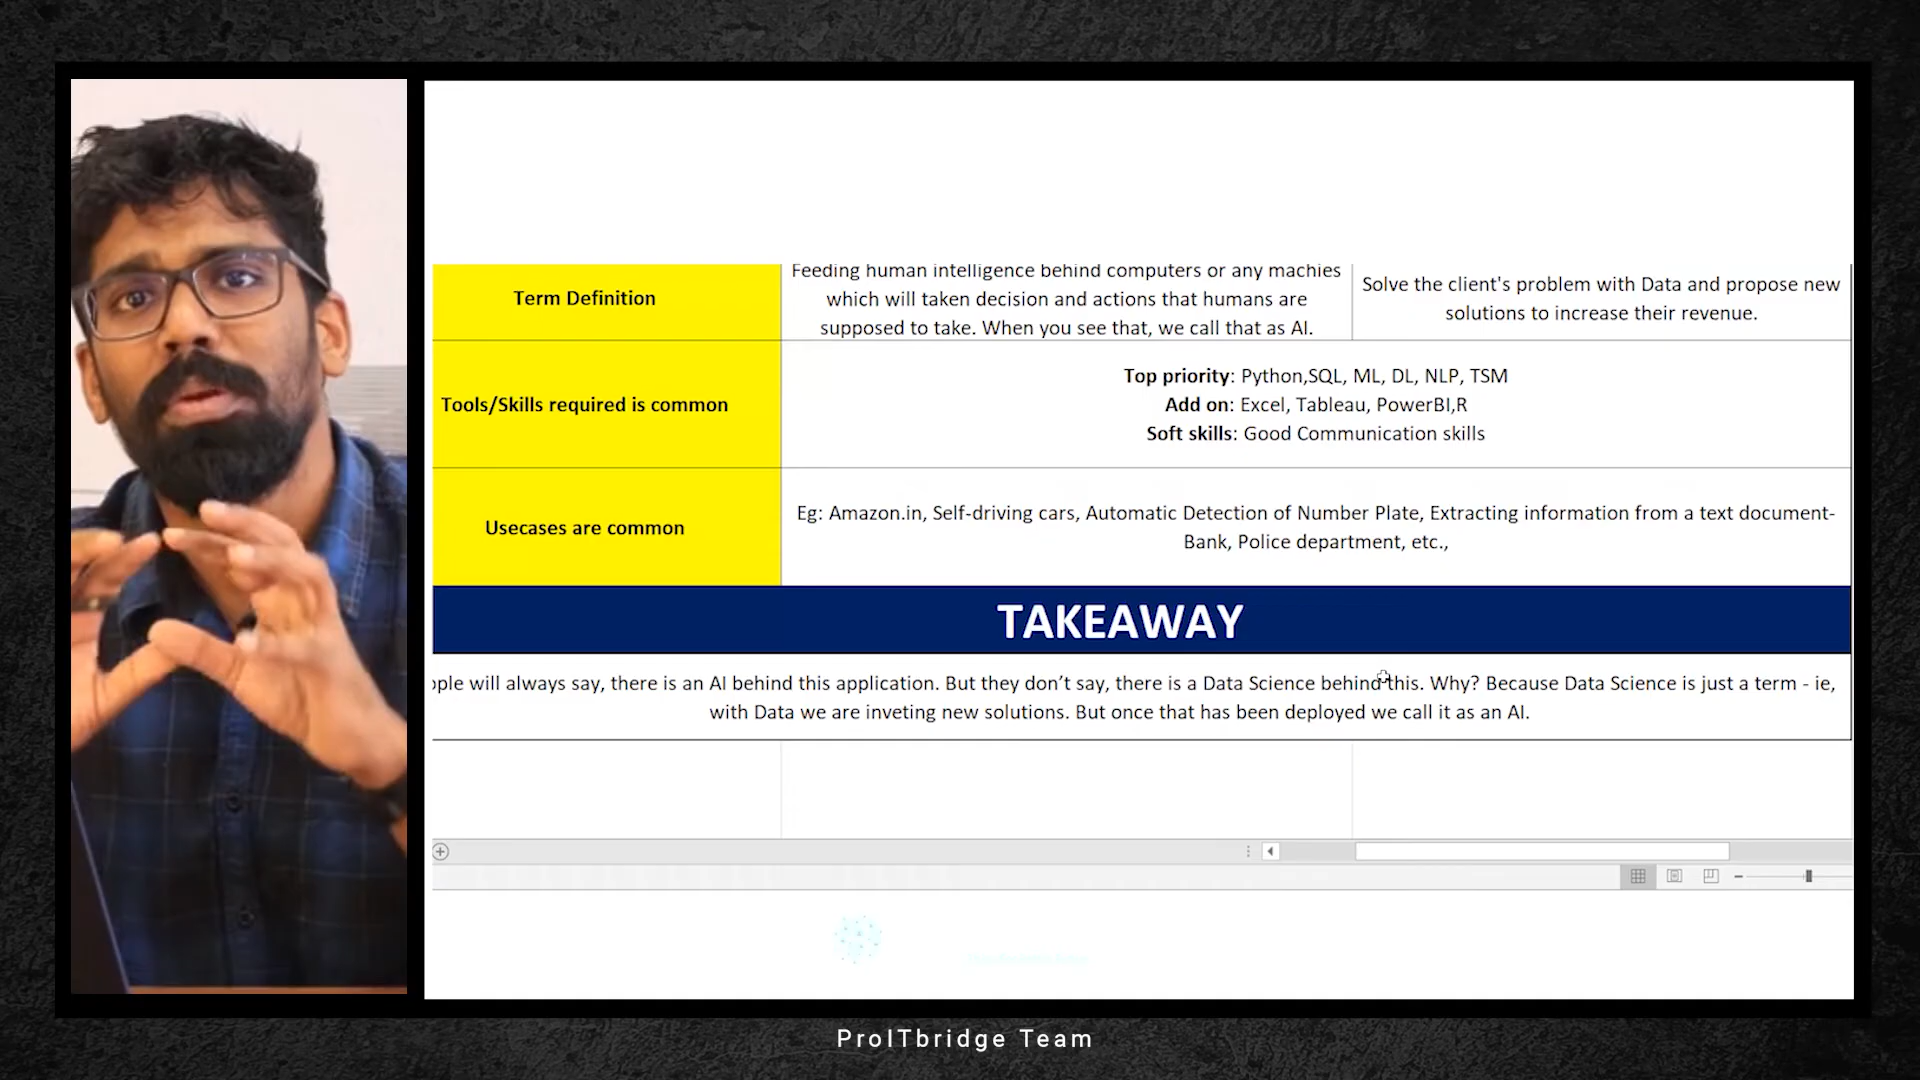 Term Definition
Feeding human intelligence behind computers or any machies
which will taken decision and actions that humans are
supposed to take. When you see that, we call that as AI.
Solve the client's problem with Data and propose new
solutions to increase their revenue.
Tools/Skills required is common
Top priority: Python,SQL, ML, DL, NLP, TSM
Add on: Excel, Tableau, PowerBI,R
Soft skills: Good Communication skills
Usecases are common
Eg: Amazon.in, Self-driving cars, Automatic Detection of Number Plate, Extracting information from a text document-
Bank, Police department, etc.,
TAKEAWAY
ople will always say, there is an AI behind this application. But they don't say, there is a Data Science behind this. Why? Because Data Science is just a term - ie,
with Data we are inveting new solutions. But once that has been deployed we call it as an AI.
ProITbridge Team